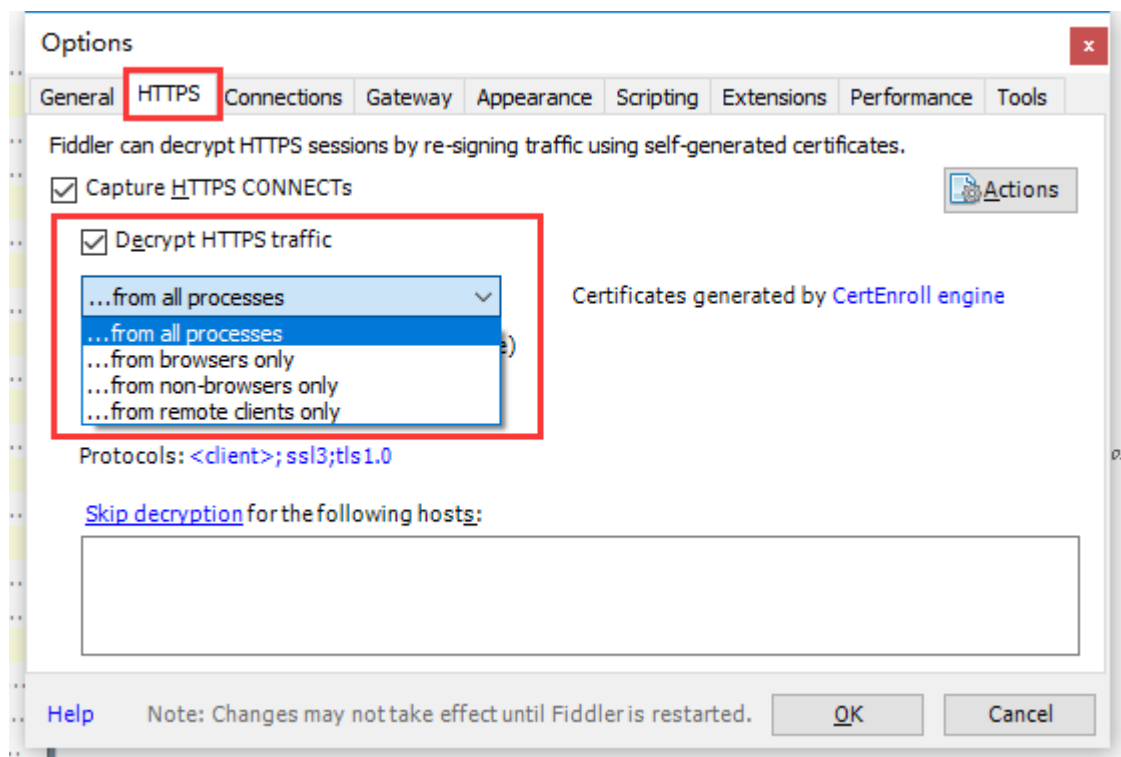 Options
x
General HTTPS Connections Gateway Appearance Scripting Extensions Performance Tools
Fiddler can decrypt HTTPS sessions by re-signing traffic using self-generated certificates.
Capture HTTPS CONNECTs
Actions
Decrypt HTTPS traffic
...from all processes
Certificates generated by CertEnroll engine
...from all processes
...from browsers only
...from non-browsers only
...from remote clients only
Protocols: <client>;ssl3;tls1.0
Skip decryption for the following hosts:
Help Note: Changes may not take effect until Fiddler is restarted. OK Cancel